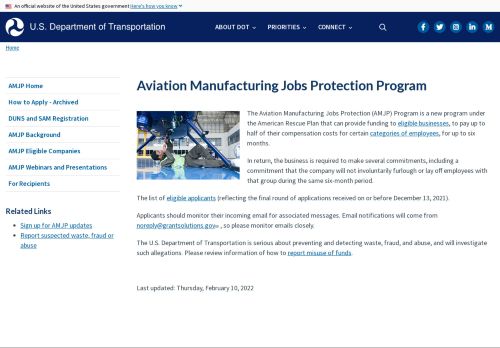 An official website of the United States government Here's how you know
U.S. Department of Transportation
ABOUT DOT
PRIORITIES
CONNECT
Home
AMJP Home
How to Apply - Archived
DUNS and SAM Registration
AMJP Background
AMJP Eligible Companies
AMJP Webinars and Presentations
For Recipients
Related Links
Sign up for AMJP updates
Report suspected waste, fraud or
abuse
Aviation Manufacturing Jobs Protection Program
The Aviation Manufacturing Jobs Protection (AMJP) Program is a new program under
the American Rescue Plan that can provide funding to eligible businesses, to pay up to
half of their compensation costs for certain categories of employees, for up to six
months.
In return, the business is required to make several commitments, including a
commitment that the company will not involuntarily furlough or lay off employees with
that group during the same six-month period.
The list of eligible applicants (reflecting the final round of applications received on or before December 13, 2021).
Applicants should monitor their incoming email for associated messages. Email notifications will come from
noreply@grantsolutions.gov , so please monitor emails closely.
The U.S. Department of Transportation is serious about preventing and detecting waste, fraud, and abuse, and will investigate
such allegations. Please review information of how to report misuse of funds.
Last updated: Thursday, February 10, 2022